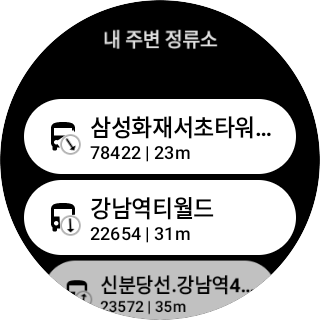 내 주변 정류소
삼성화재서초타워...
78422 | 23m
강남역티월드
22654 | 31m
신분당선.강남역4...
23572 | 35m